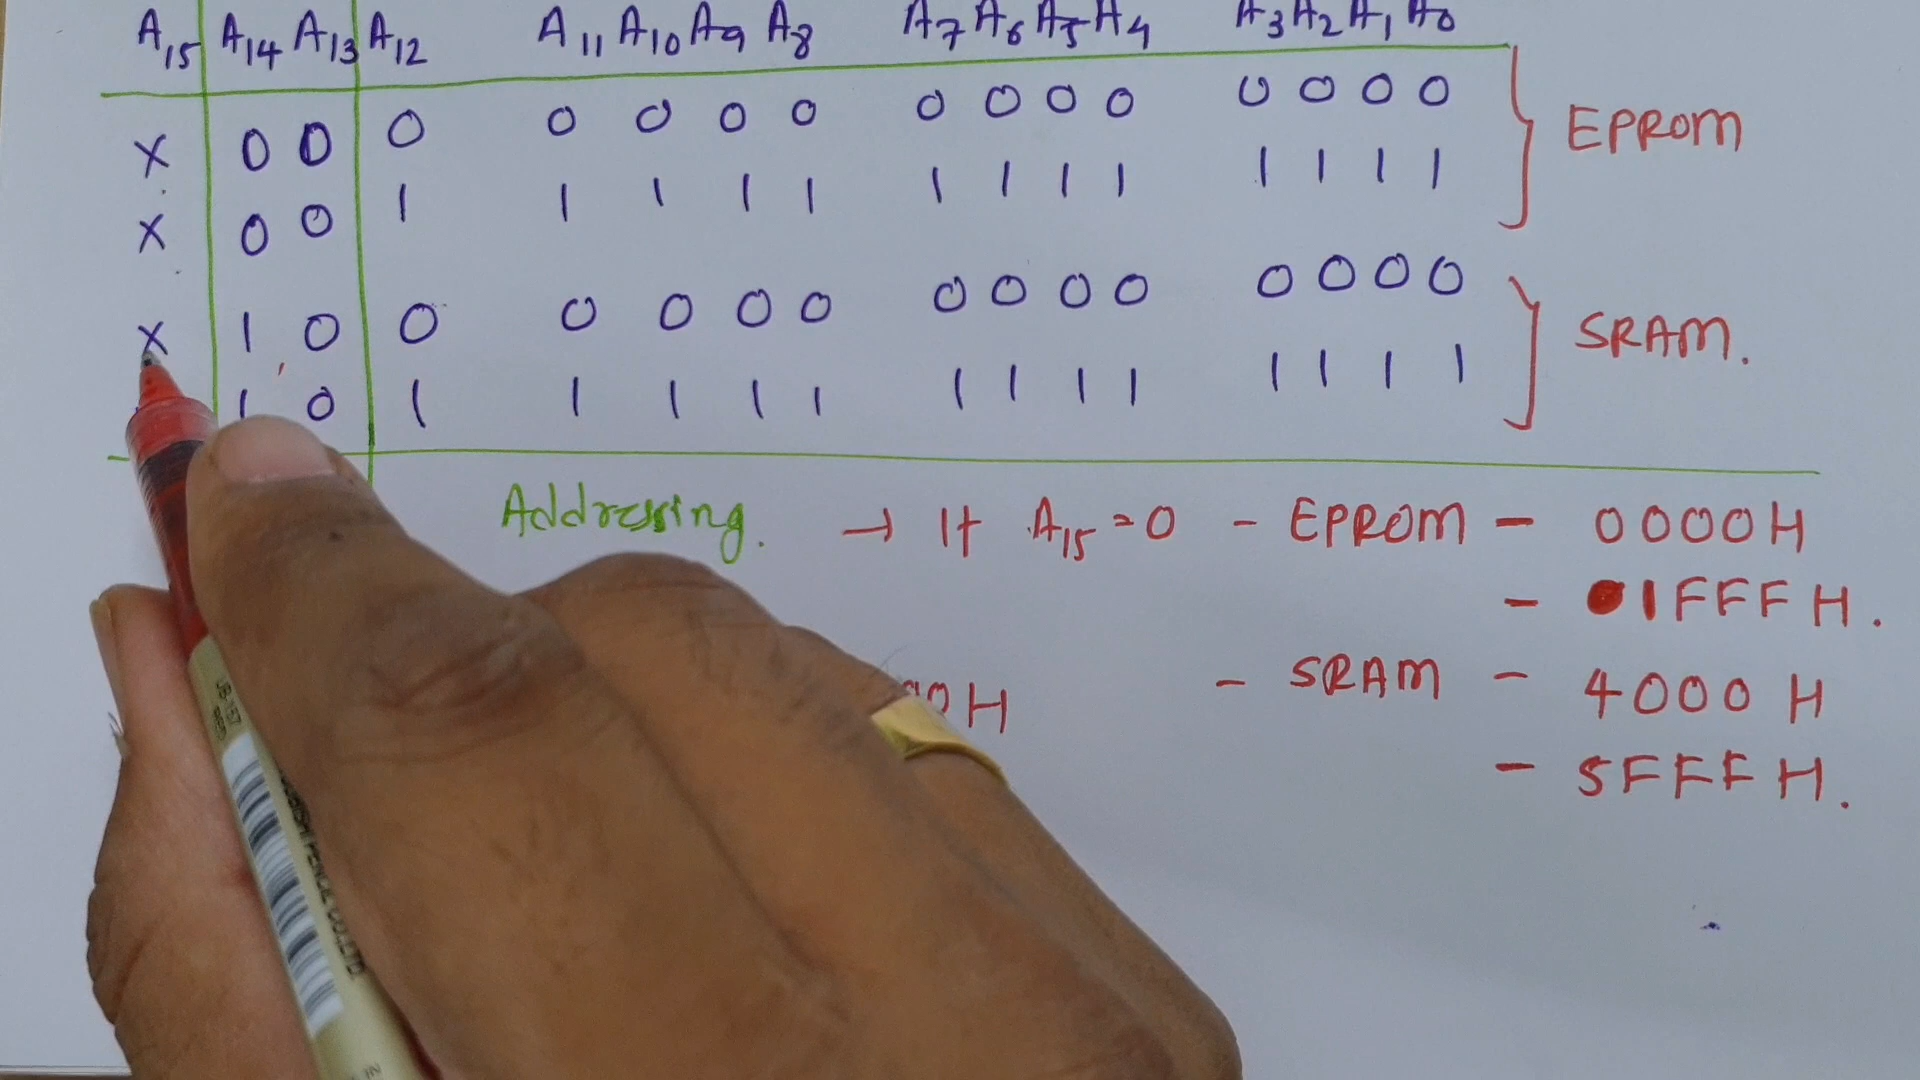 A15 A14 A13 A12 A11 A10 A9 A8 A7 A6 A5 A4 A3 A2 A1 A0
X 0 0 0 0 0 0 0 0 0 0 0 0 0 0 0 EPROM
X 0 0 1 1 1 1 1 1 1 1 1 1 1 1 1
X 1 0 0 0 0 0 0 0 0 0 0 0 0 0 0 SRAM.
1 0 1 1 1 1 1 1 1 1 1 1 1 1 1
Addressing. → If A15=0 - EPROM - 0000H
- 01FFFH.
0H - SRAM - 4000H
- 5FFFH.